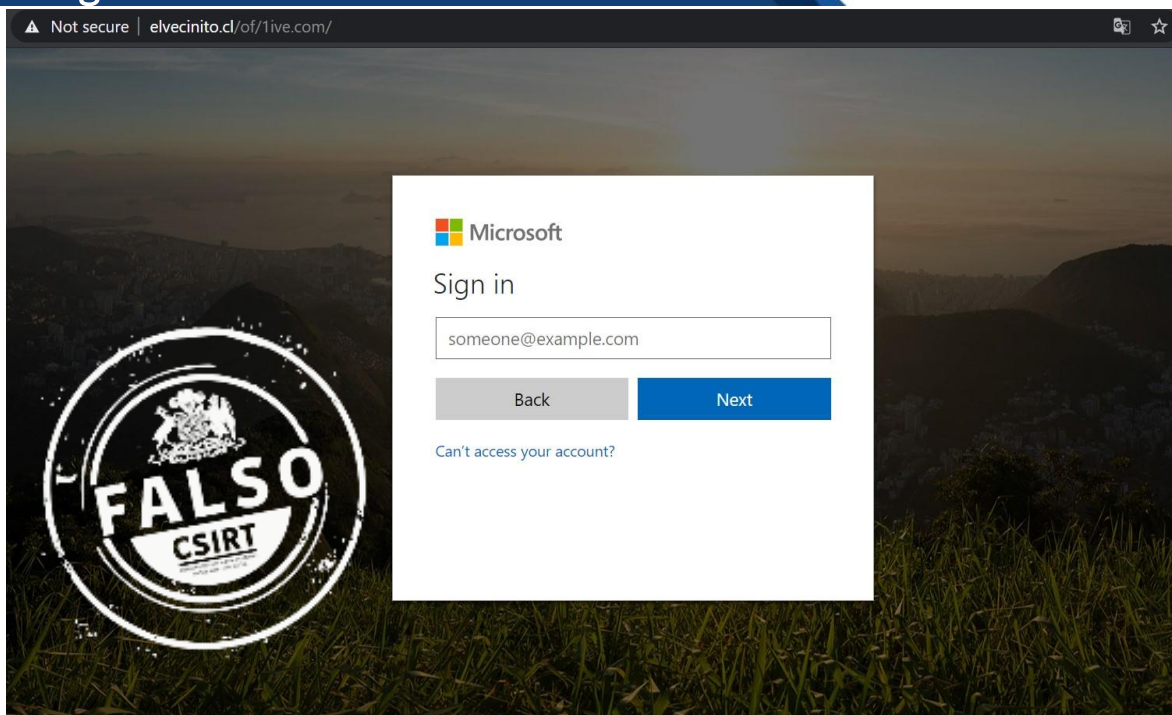 Not secure | elvecinito.cl/of/1ive.com/
Microsoft
Sign in
someone@example.com
Back
Next
Can't access your account?
FALSO
CSIRT